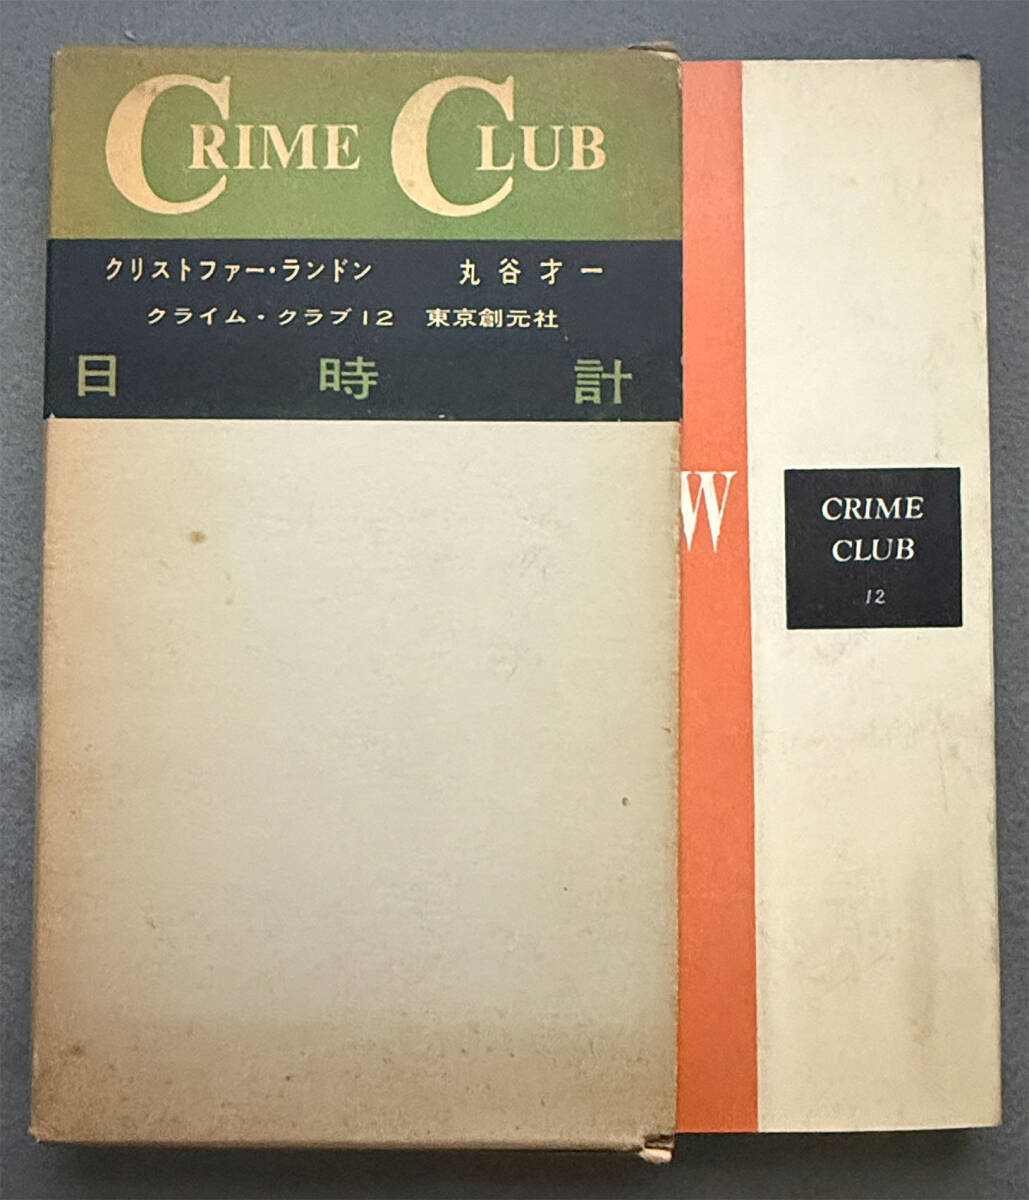 CRIME CLUB
クリストファー・ランドン 丸谷才一
クライム・クラブ12 東京創元社
日時計
W
CRIME
CLUB
12